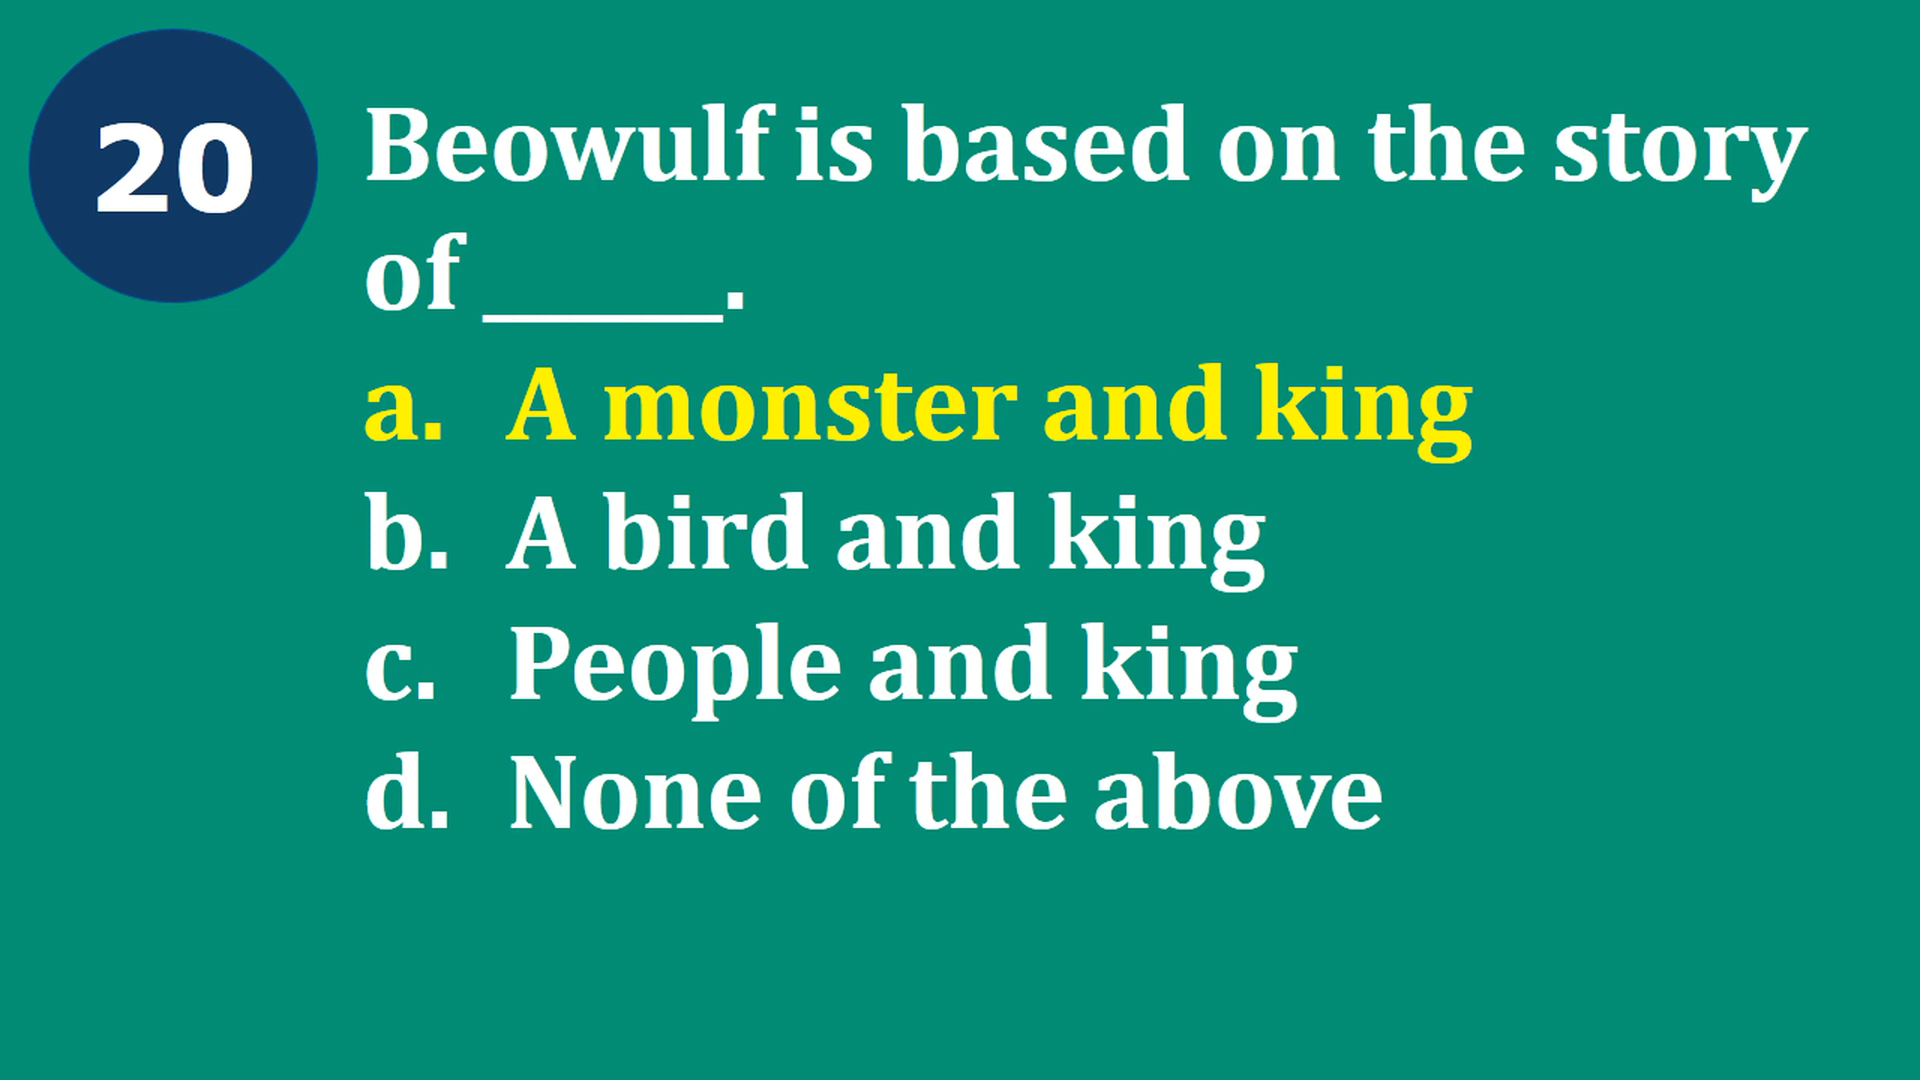 20
Beowulf is based on the story
of ______.
a. A monster and king
b. A bird and king
c. People and king
d. None of the above